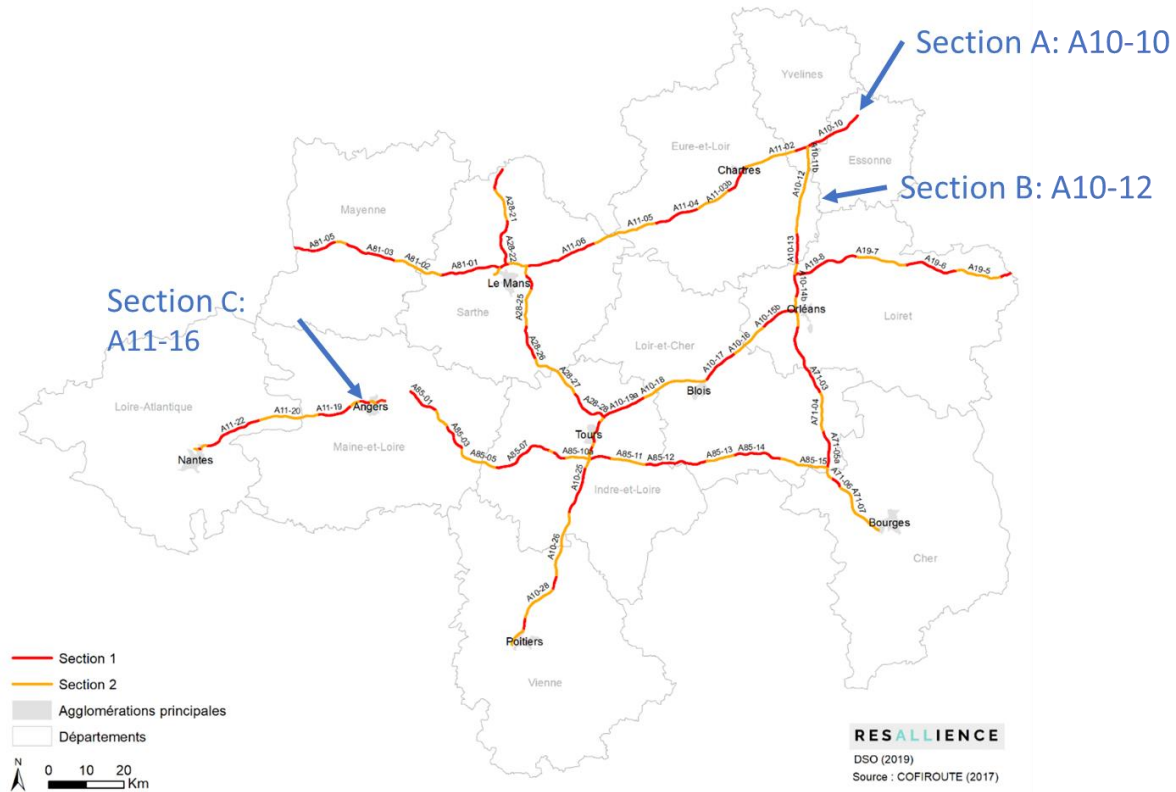 Section A: A10-10
Yvelines
A10-10
Eure-et-Loir
A11-02
A10-11b
Essonne
Chartres
A11-03b
A10-12
Section B: A10-12
A28-21
Mayenne
A11-04
A11-05
A81-05
A81-03
A81-02
A81-01
A28-22
A11-06
A10-13
A19-8
A19-7
A19-6
A19-5
Le Mans
A10-14b
Section C:
A11-16
Sarthe
A28-25
Orléans
Loiret
A10-15b
Loir-et-Cher
A10-16
A28-26
A10-17
A28-27
A10-18
Blois
A71-03
Loire-Atlantique
Angers
A85-01
A28-28
A10-19a
A71-04
A11-22
A11-20
A11-19
Tours
Nantes
Maine-et-Loire
A85-03
A85-05
A85-07
A85-10b
A85-11
A85-12
A85-13
A85-14
A85-15
A71-05a
A10-25
Indre-et-Loire
A71-06
A71-07
Bourges
A10-26
Cher
A10-28
Poitiers
Vienne
Section 1
Section 2
Agglomérations principales
Départements
N
0 10 20
Km
RESALLIENCE
DSO (2019)
Source : COFIROUTE (2017)